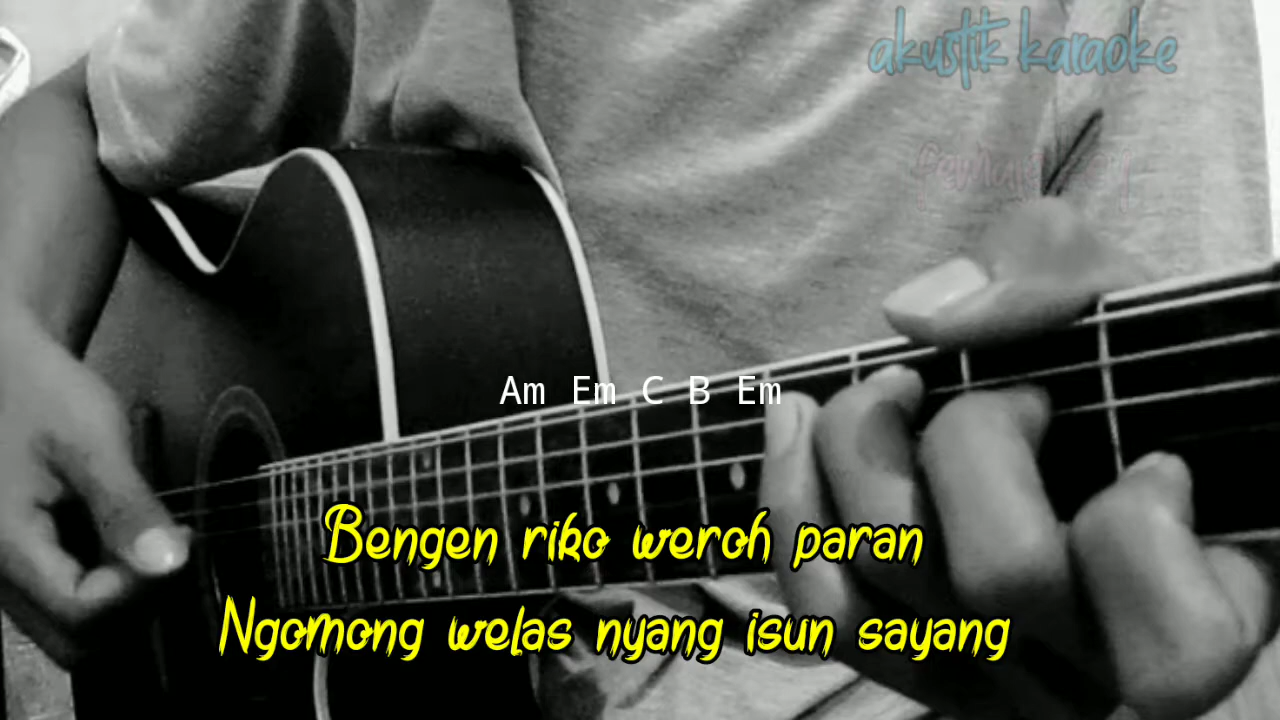 akustik karaoke
Am Em C B Em
Bengen riko weroh paran
Ngomong welas nyang isun sayang